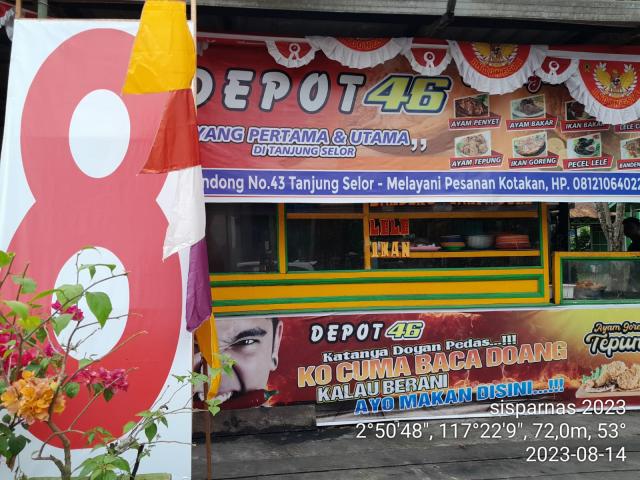 8
DEPOT 46
YANG PERTAMA & UTAMA,,
DI TANJUNG SELOR
AYAM PENYET
AYAM BAKAR
IKAN BAKAR
AYAM TEPUNG
IKAN GORENG
PECEL LELE
No.43 Tanjung Selor - Melayani Pesanan Kotakan, HP. 08121064022
LELE
IKAN
DEPOT 46
Katanya Doyan Pedas...!!!
KO CUMA BACA DOANG
KALAU BERANI
AYO MAKAN DISINI...!!!
Ayam Goreng
Tepung
sisparnas 2023
2°50'48", 117°22'9", 72,0m, 53°
2023-08-14